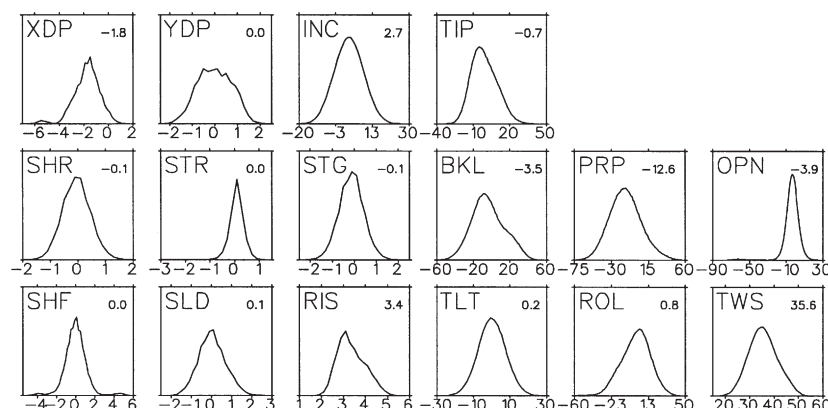 XDP -1.8 YDP 0.0 INC 2.7 TIP -0.7
-6 -4 -2 0 2 -2 -1 0 1 2 -20 -3 13 30 -40 -10 20 50
SHR -0.1 STR 0.0 STG -0.1 BKL -3.5 PRP -12.6 OPN -3.9
-2 -1 0 1 2 -3 -2 -1 0 1 -2 -1 0 1 2 -60 -20 20 60 -75 -30 15 60 -90 -50 -10 30
SHF 0.0 SLD 0.1 RIS 3.4 TLT 0.2 ROL 0.8 TWS 35.6
-4 -2 0 2 4 6 -2 -1 0 1 2 3 1 2 3 4 5 6 -30 -10 10 30 -60 -23 13 50 20 30 40 50 60